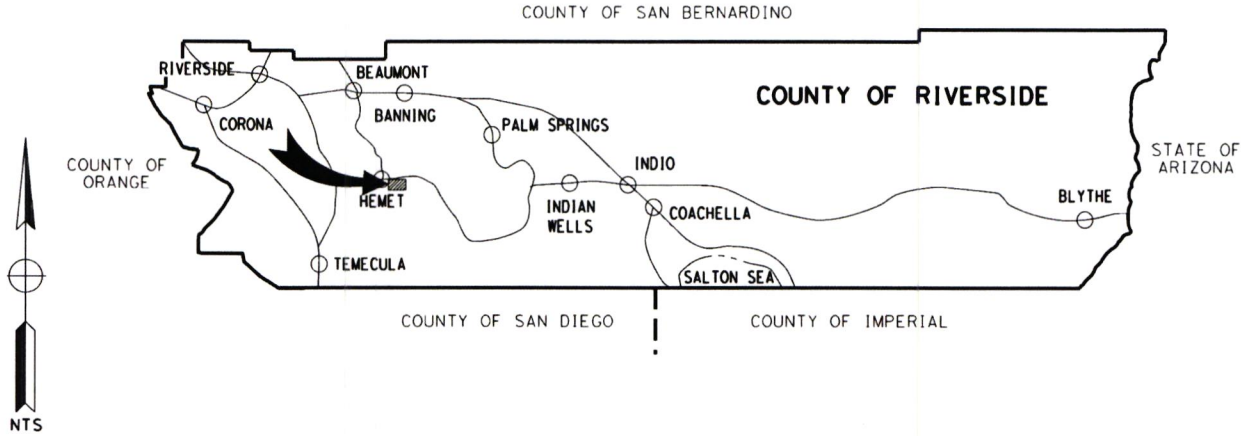 COUNTY OF SAN BERNARDINO
RIVERSIDE
BEAUMONT
COUNTY OF RIVERSIDE
BANNING
CORONA
PALM SPRINGS
COUNTY OF
ORANGE
STATE OF
ARIZONA
INDIO
HEMET
INDIAN
WELLS
COACHELLA
BLYTHE
TEMECULA
SALTON SEA
COUNTY OF SAN DIEGO
COUNTY OF IMPERIAL
NTS